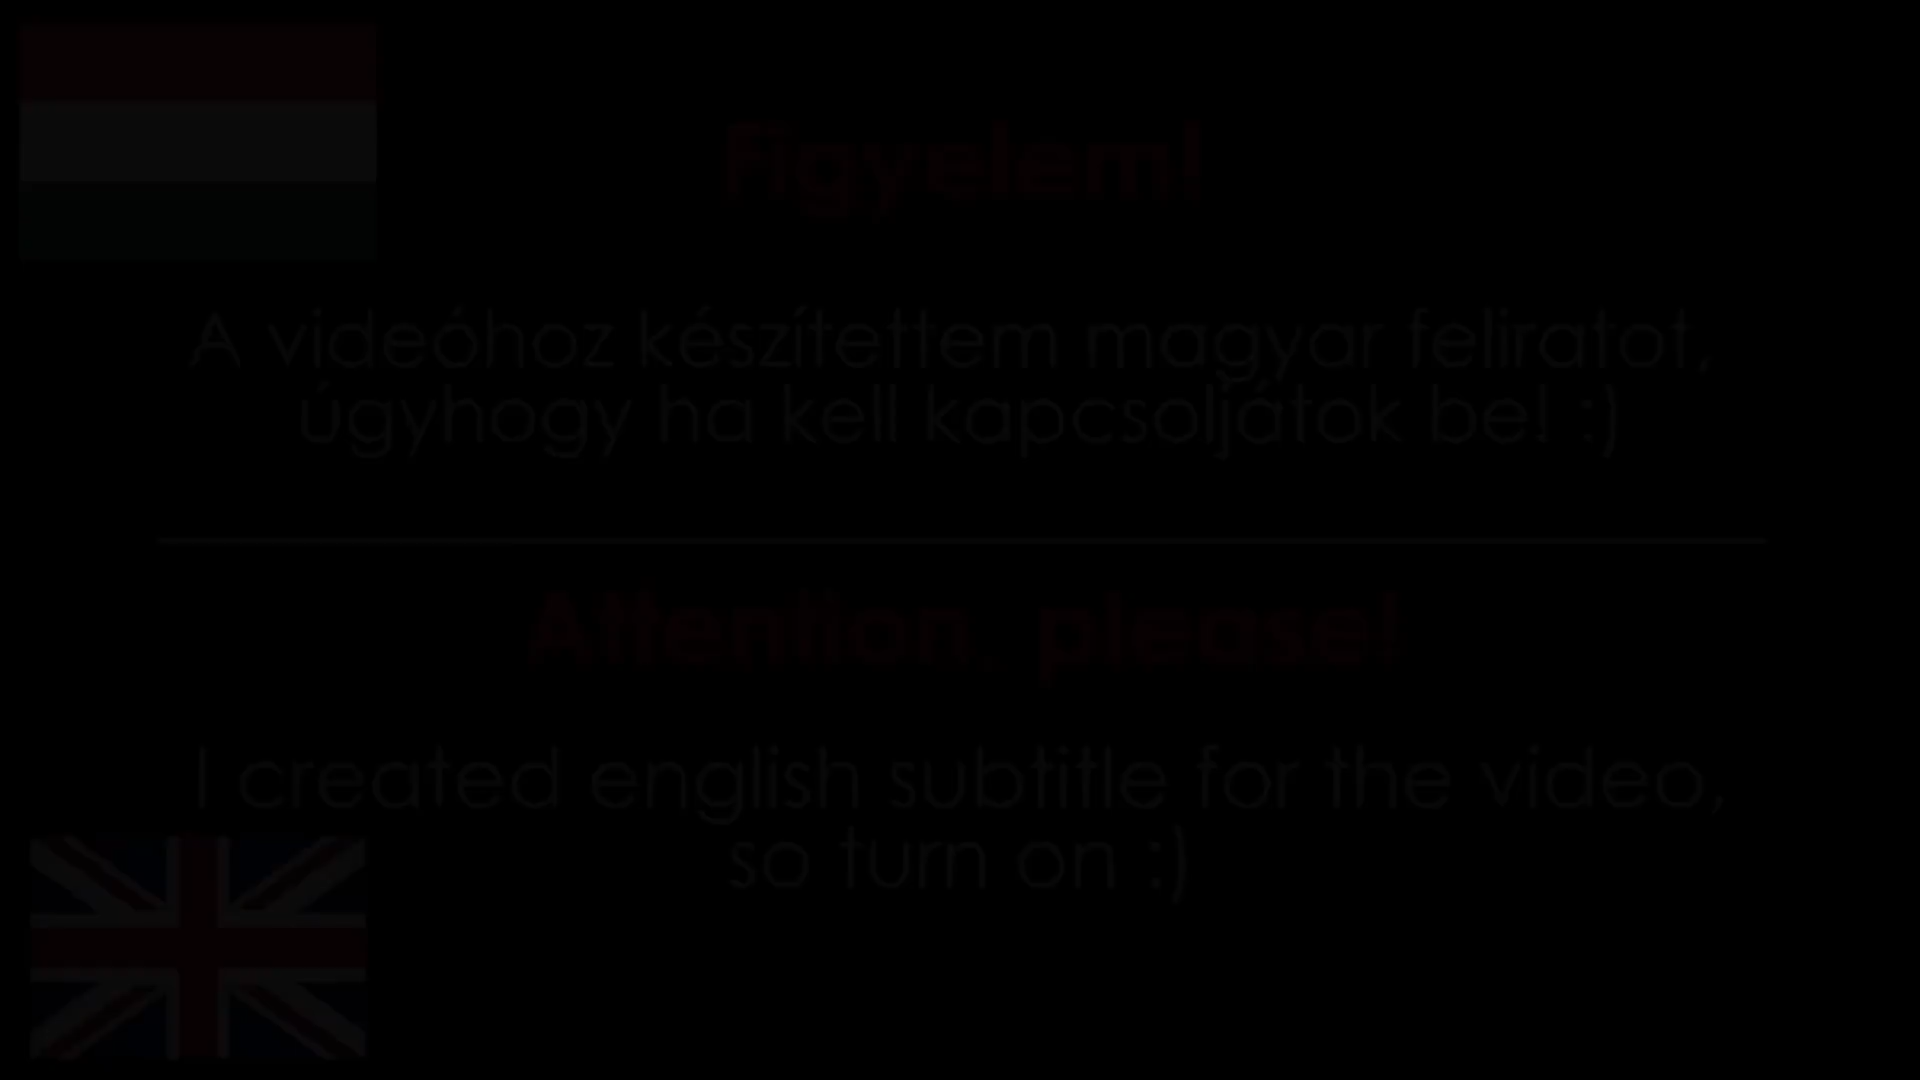 Figyelem!
A videóhoz készítettem magyar feliratot,
úgyhogy ha kell kapcsoljátok be! :)
Attention, please!
I created english subtitle for the video,
so turn on :)